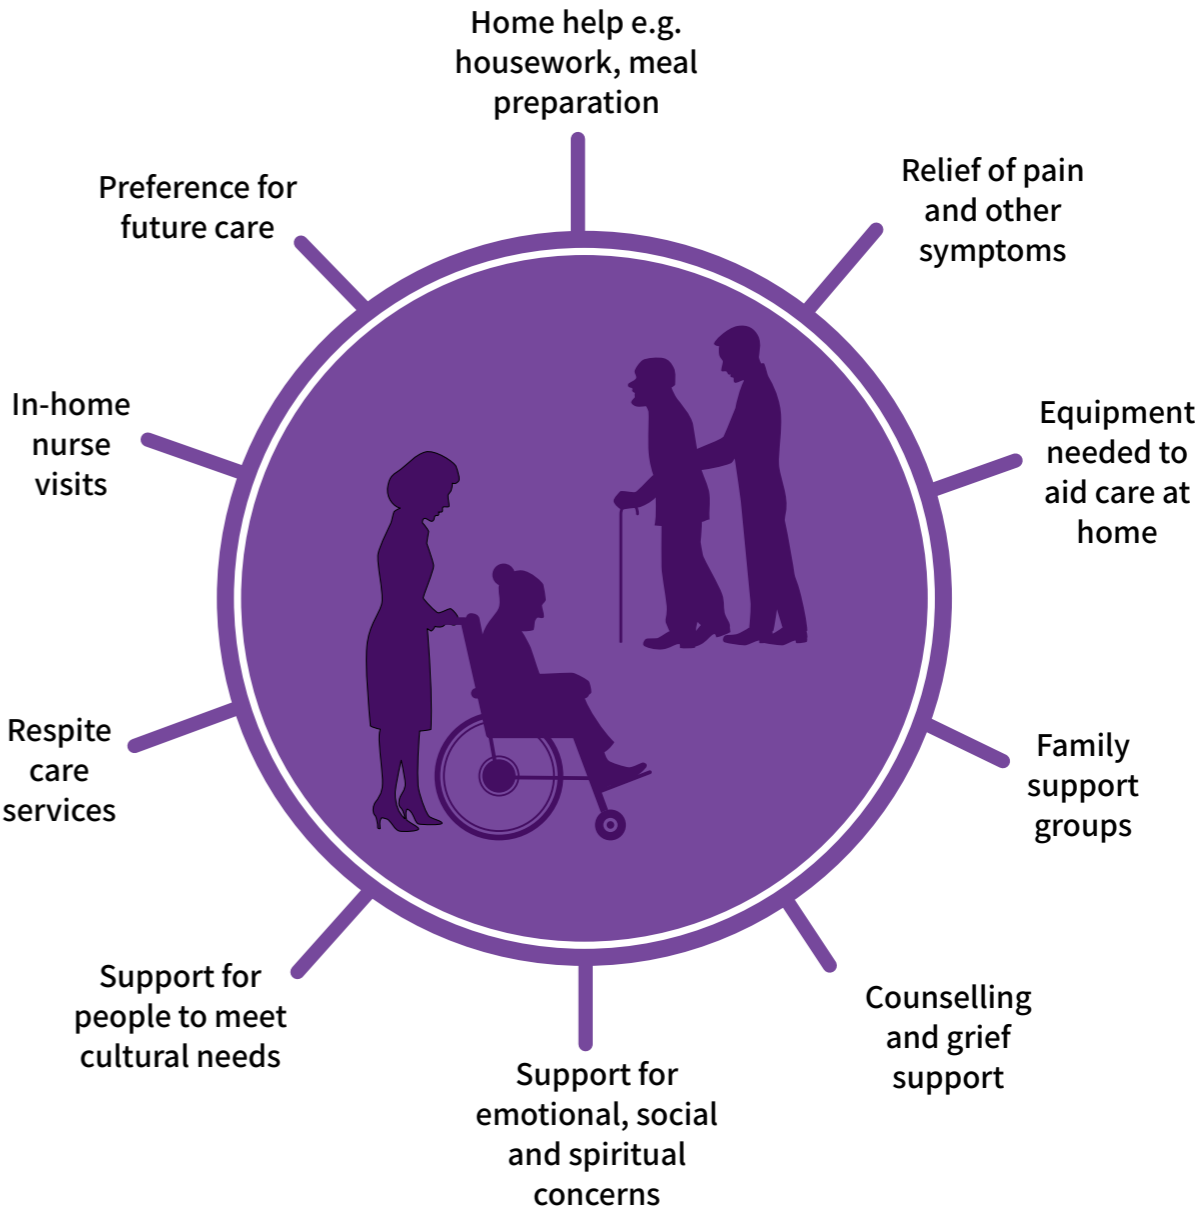 Home help e.g.
housework, meal
preparation
Relief of pain
and other
symptoms
Equipment
needed to
aid care at
home
Family
support
groups
Counselling
and grief
support
Support for
emotional, social
and spiritual
concerns
Support for
people to meet
cultural needs
Respite
care
services
In-home
nurse
visits
Preference for
future care